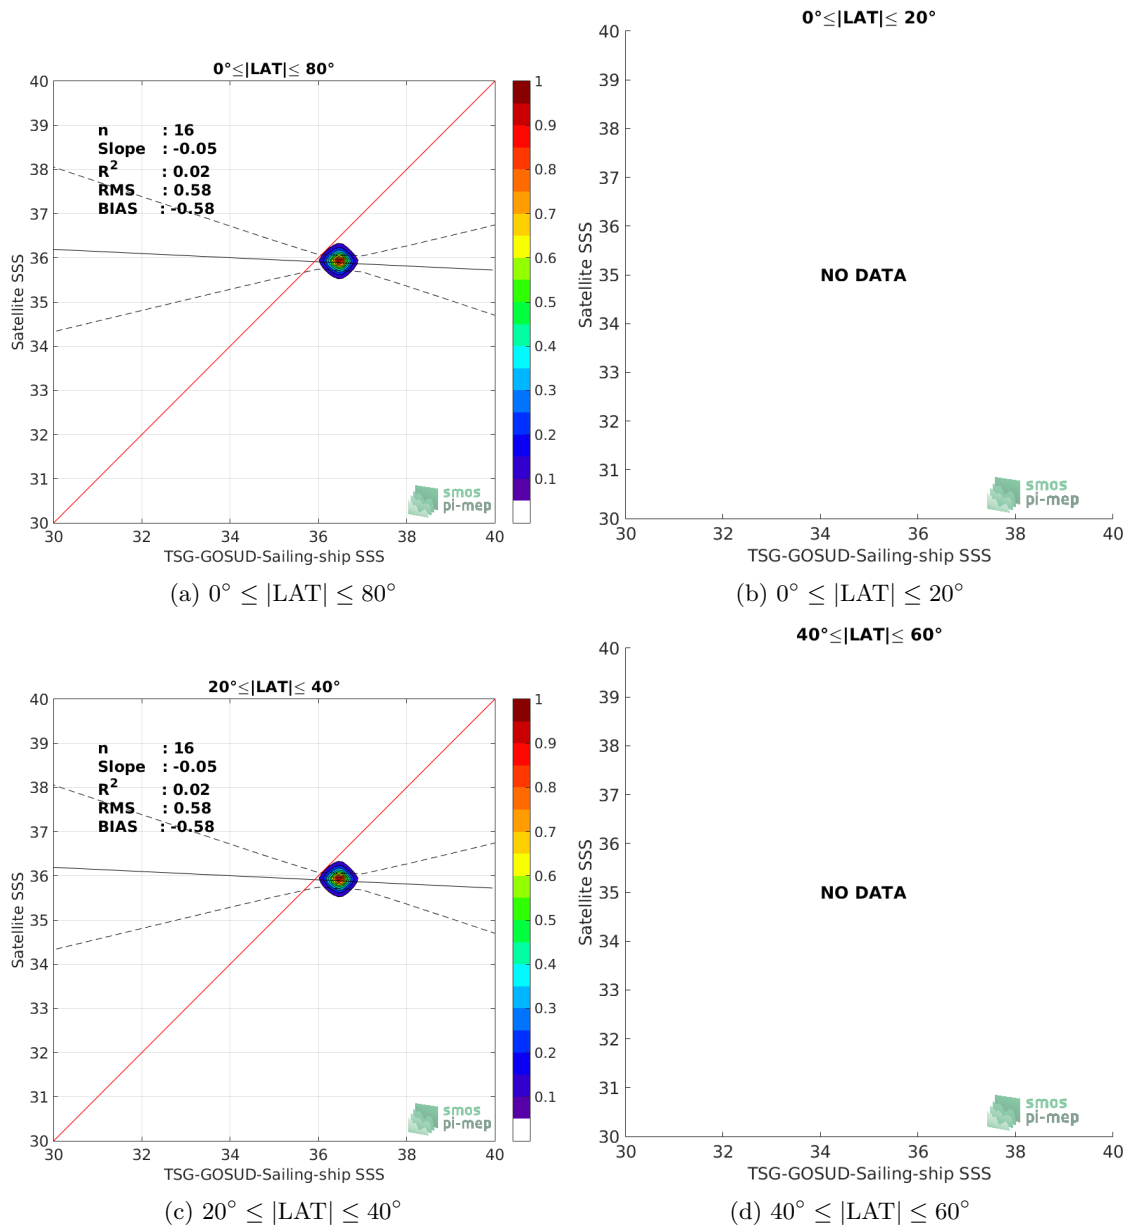 0°≤|LAT|≤ 80°
40
39
38
37
36
35
34
33
32
31
30
Satellite SSS
n : 16
Slope : -0.05
R² : 0.02
RMS : 0.58
BIAS : -0.58
1
0.9
0.8
0.7
0.6
0.5
0.4
0.3
0.2
0.1
smos
pi-mep
30 32 34 36 38 40
TSG-GOSUD-Sailing-ship SSS
(a) 0° ≤ |LAT| ≤ 80°
0°≤|LAT|≤ 20°
40
39
38
37
36
35
34
33
32
31
30
Satellite SSS
NO DATA
smos
pi-mep
30 32 34 36 38 40
TSG-GOSUD-Sailing-ship SSS
(b) 0° ≤ |LAT| ≤ 20°
20°≤|LAT|≤ 40°
40
39
38
37
36
35
34
33
32
31
30
Satellite SSS
n : 16
Slope : -0.05
R² : 0.02
RMS : 0.58
BIAS : -0.58
1
0.9
0.8
0.7
0.6
0.5
0.4
0.3
0.2
0.1
smos
pi-mep
30 32 34 36 38 40
TSG-GOSUD-Sailing-ship SSS
(c) 20° ≤ |LAT| ≤ 40°
40°≤|LAT|≤ 60°
40
39
38
37
36
35
34
33
32
31
30
Satellite SSS
NO DATA
smos
pi-mep
30 32 34 36 38 40
TSG-GOSUD-Sailing-ship SSS
(d) 40° ≤ |LAT| ≤ 60°